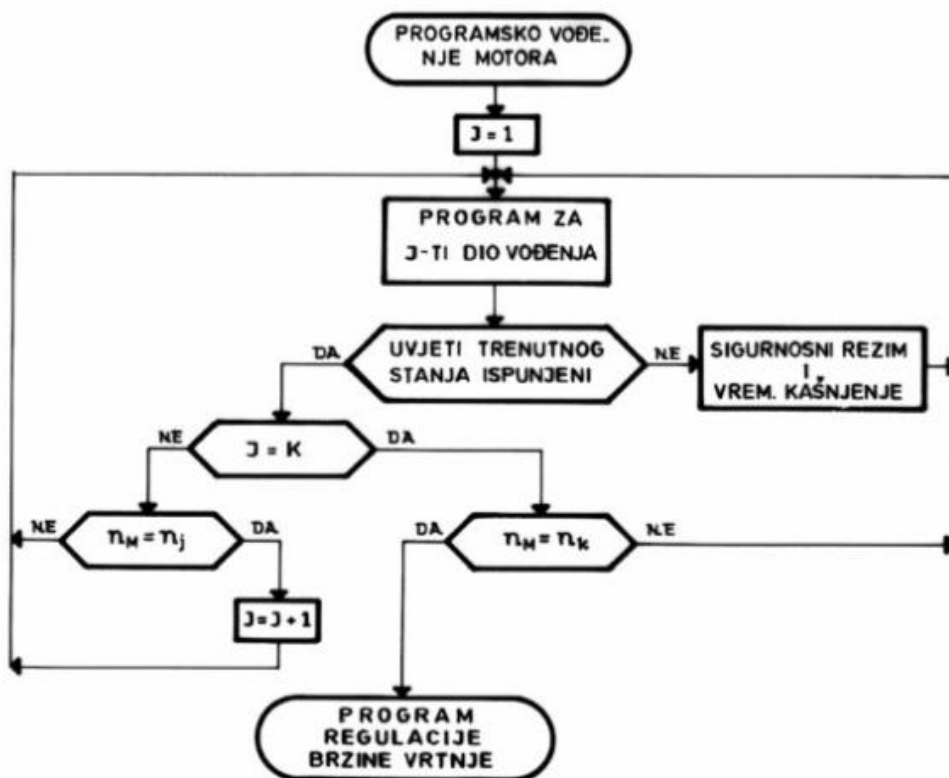 PROGRAMSKO VOĐE-
NJE MOTORA
J = 1
PROGRAM ZA
J-TI DIO VOĐENJA
UVJETI TRENUTNOG
STANJA ISPUNJENI
DA
NE
SIGURNOSNI REZIM
I
VREM. KAŠNJENJE
J = K
NE
DA
n_M = n_j
NE
DA
n_M = n_k
DA
NE
J=J+1
PROGRAM
REGULACIJE
BRZINE VRTNJE